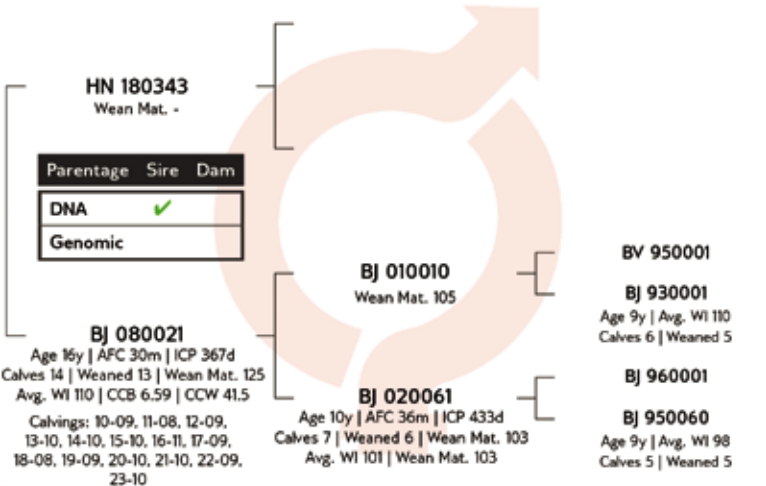 HN 180343
Wean Mat. -
Parentage Sire Dam
DNA ✔
Genomic
BJ 080021
Age 16y | AFC 30m | ICP 367d
Calves 14 | Weaned 13 | Wean Mat. 125
Avg. WI 110 | CCB 6.59 | CCW 41.5
Calvings: 10-09, 11-08, 12-09,
13-10, 14-10, 15-10, 16-11, 17-09,
18-08, 19-09, 20-10, 21-10, 22-09,
23-10
BJ 010010
Wean Mat. 105
BJ 020061
Age 10y | AFC 36m | ICP 433d
Calves 7 | Weaned 6 | Wean Mat. 103
Avg. WI 101 | Wean Mat. 103
BV 950001
BJ 930001
Age 9y | Avg. WI 110
Calves 6 | Weaned 5
BJ 960001
BJ 950060
Age 9y | Avg. WI 98
Calves 5 | Weaned 5